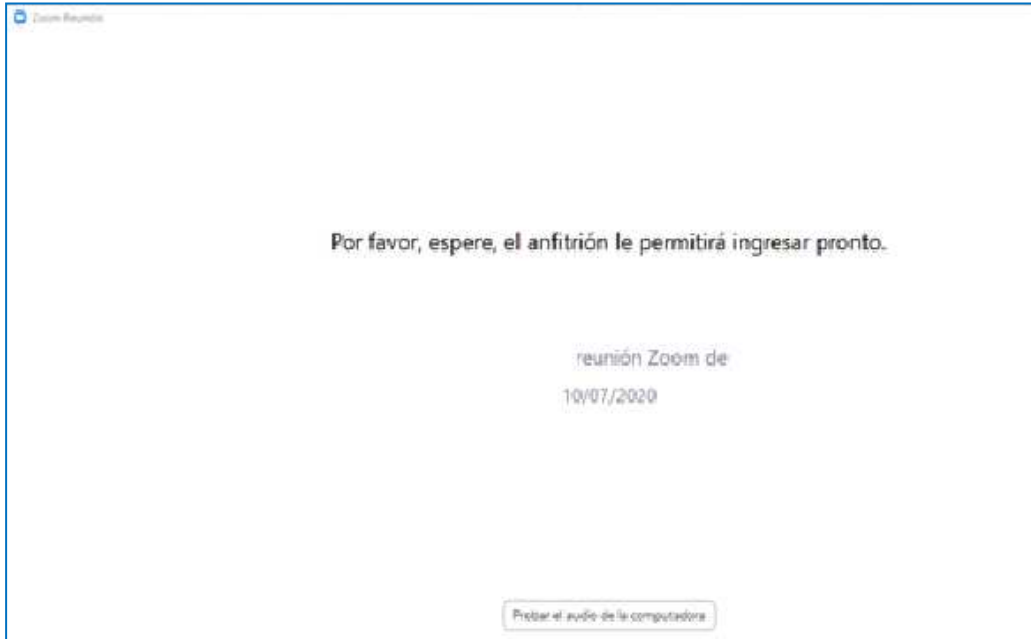 Zoom Reunión
Por favor, espere, el anfitrión le permitirá ingresar pronto.
reunión Zoom de
10/07/2020
Probar el audio de la computadora